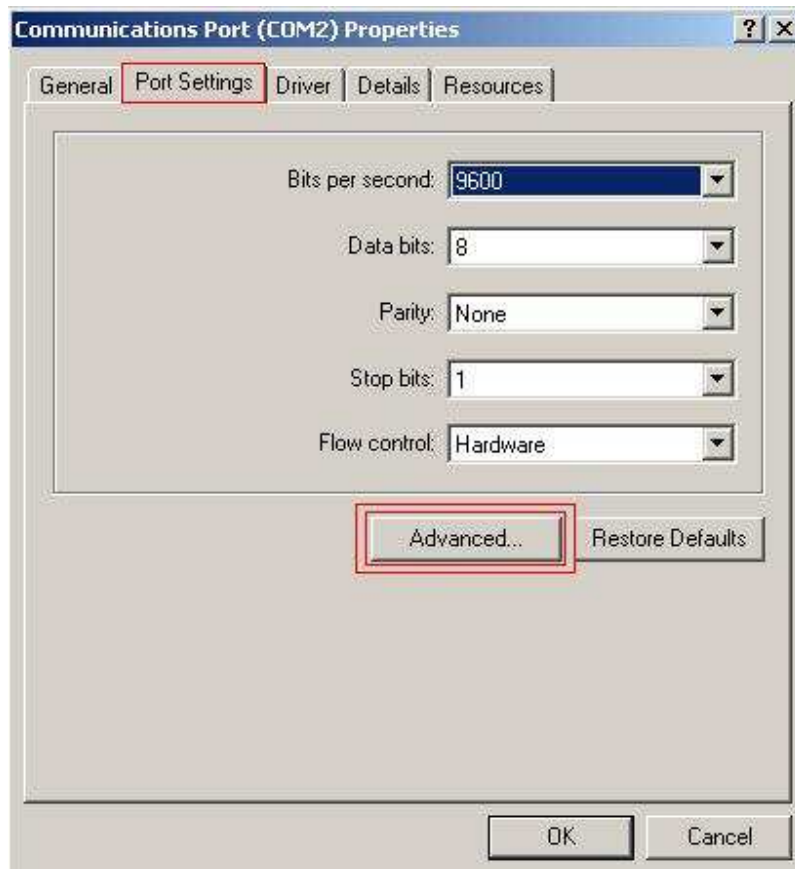 Communications Port (COM2) Properties
General Port Settings Driver Details Resources
Bits per second: 9600
Data bits: 8
Parity: None
Stop bits: 1
Flow control: Hardware
Advanced... Restore Defaults
OK Cancel